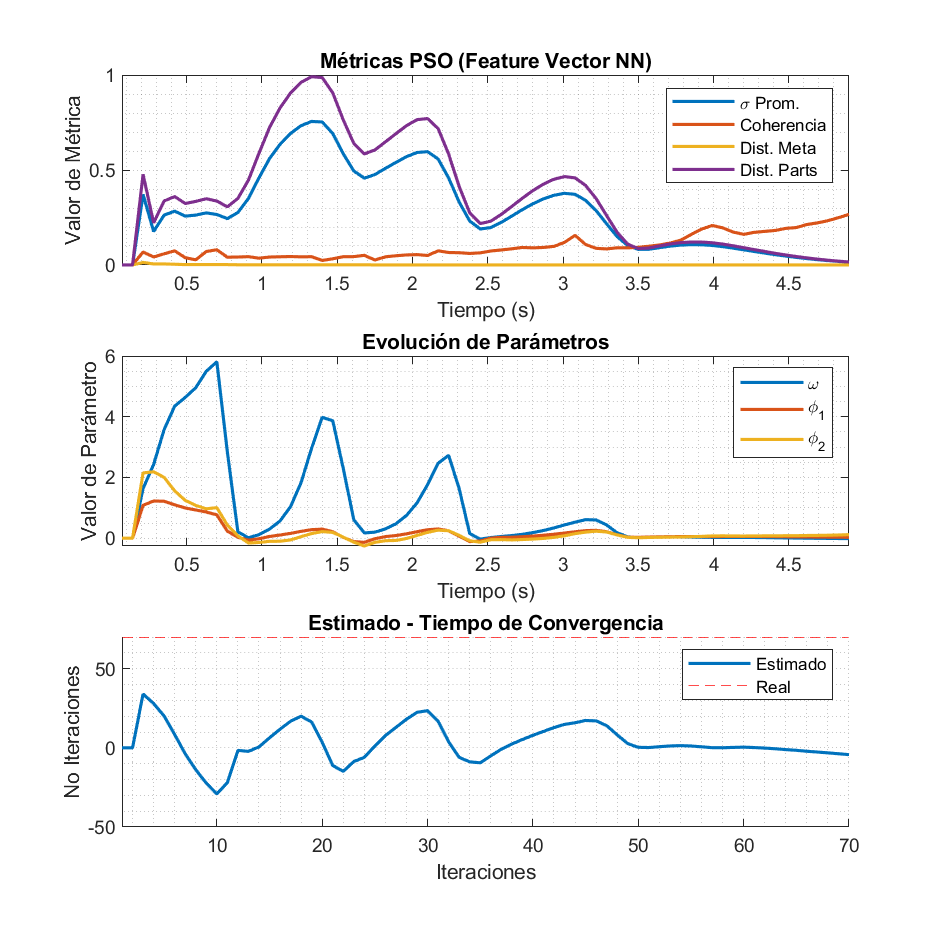 Métricas PSO (Feature Vector NN)
Valor de Métrica
1
0.5
0
σ Prom.
Coherencia
Dist. Meta
Dist. Parts
0.5 1 1.5 2 2.5 3 3.5 4 4.5
Tiempo (s)
Evolución de Parámetros
Valor de Parámetro
6
4
2
0
ω
ϕ1
ϕ2
0.5 1 1.5 2 2.5 3 3.5 4 4.5
Tiempo (s)
Estimado - Tiempo de Convergencia
No Iteraciones
50
0
-50
Estimado
Real
10 20 30 40 50 60 70
Iteraciones